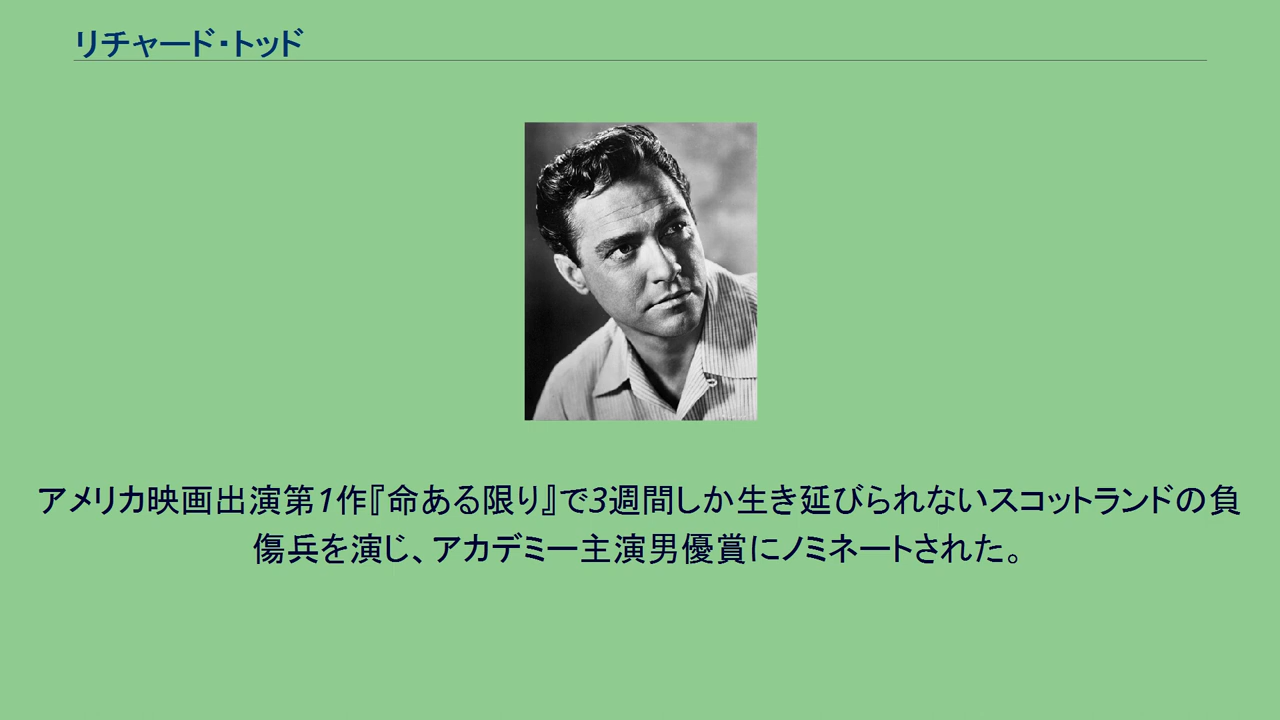 リチャード・トッド
アメリカ映画出演第1作『命ある限り』で3週間しか生き延びられないスコットランドの負
傷兵を演じ、アカデミー主演男優賞にノミネートされた。